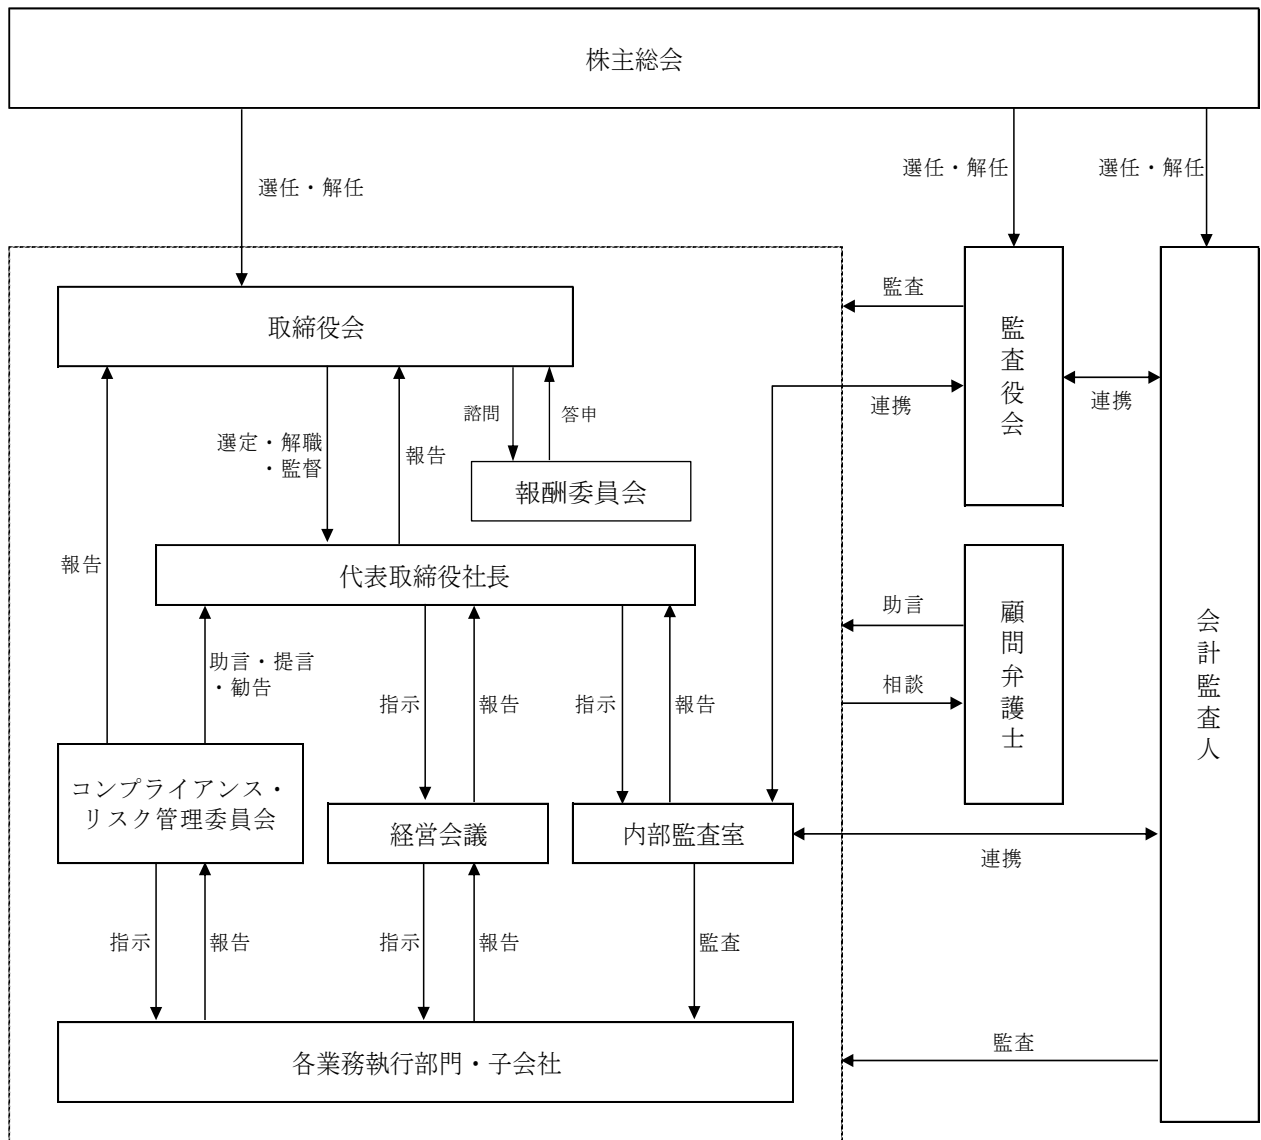 株主総会
選任・解任
選任・解任
選任・解任
取締役会
監査
監査役会
連携
連携
諮問
答申
選定・解職
・監督
報告
報酬委員会
報告
代表取締役社長
助言
顧問弁護士
相談
会計監査人
助言・提言
・勧告
指示
報告
指示
報告
コンプライアンス・
リスク管理委員会
経営会議
内部監査室
連携
指示
報告
指示
報告
監査
各業務執行部門・子会社
監査